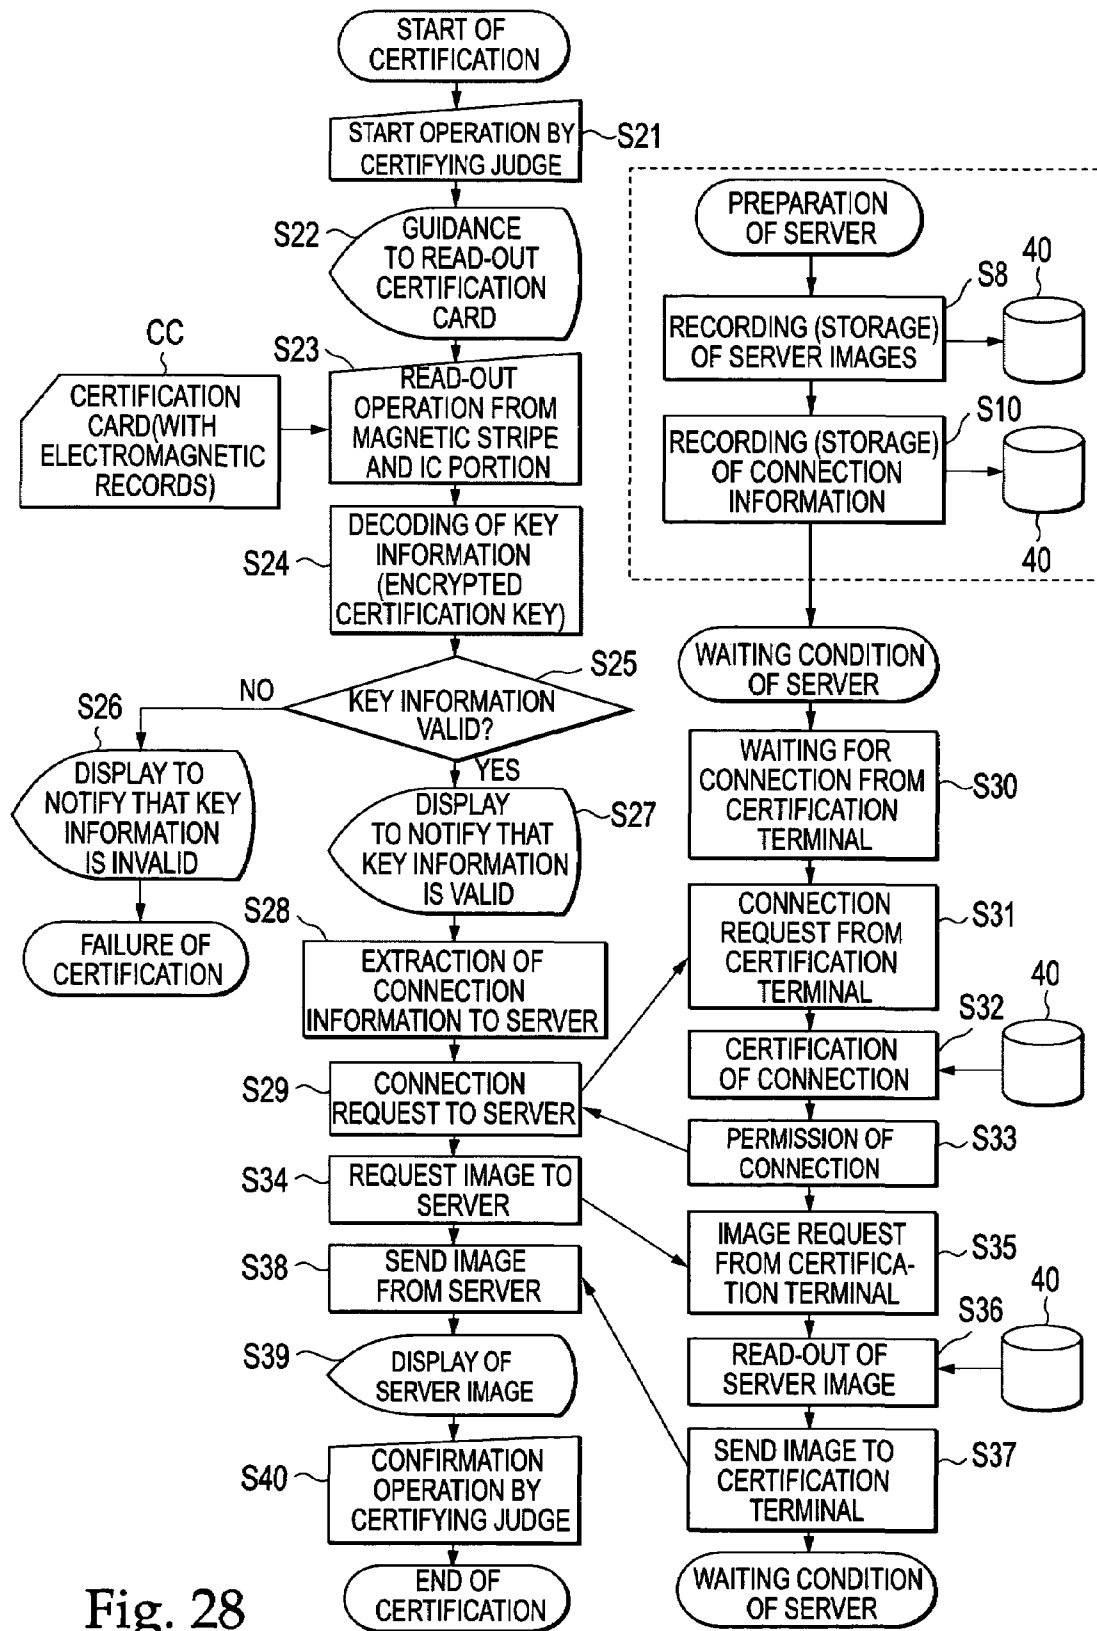 START OF
CERTIFICATION
START OPERATION BY
CERTIFYING JUDGE
S21
S22
GUIDANCE
TO READ-OUT
CERTIFICATION
CARD
CC
CERTIFICATION
CARD(WITH
ELECTROMAGNETIC
RECORDS)
S23
READ-OUT
OPERATION FROM
MAGNETIC STRIPE
AND IC PORTION
S24
DECODING OF KEY
INFORMATION
(ENCRYPTED
CERTIFICATION KEY)
S25
KEY INFORMATION
VALID?
NO
YES
S26
DISPLAY TO
NOTIFY THAT KEY
INFORMATION
IS INVALID
FAILURE OF
CERTIFICATION
S27
DISPLAY
TO NOTIFY THAT
KEY INFORMATION
IS VALID
S28
EXTRACTION OF
CONNECTION
INFORMATION TO SERVER
S29
CONNECTION
REQUEST TO SERVER
S34
REQUEST IMAGE TO
SERVER
S38
SEND IMAGE
FROM SERVER
S39
DISPLAY OF
SERVER IMAGE
S40
CONFIRMATION
OPERATION BY
CERTIFYING JUDGE
END OF
CERTIFICATION
PREPARATION
OF SERVER
S8
40
RECORDING (STORAGE)
OF SERVER IMAGES
S10
RECORDING (STORAGE)
OF CONNECTION
INFORMATION
40
WAITING CONDITION
OF SERVER
WAITING FOR
CONNECTION FROM
CERTIFICATION
TERMINAL
S30
CONNECTION
REQUEST FROM
CERTIFICATION
TERMINAL
S31
S32
40
CERTIFICATION
OF CONNECTION
PERMISSION OF
CONNECTION
S33
IMAGE REQUEST
FROM CERTIFICA-
TION TERMINAL
S35
S36
40
READ-OUT OF
SERVER IMAGE
SEND IMAGE TO
CERTIFICATION
TERMINAL
S37
WAITING CONDITION
OF SERVER
Fig. 28